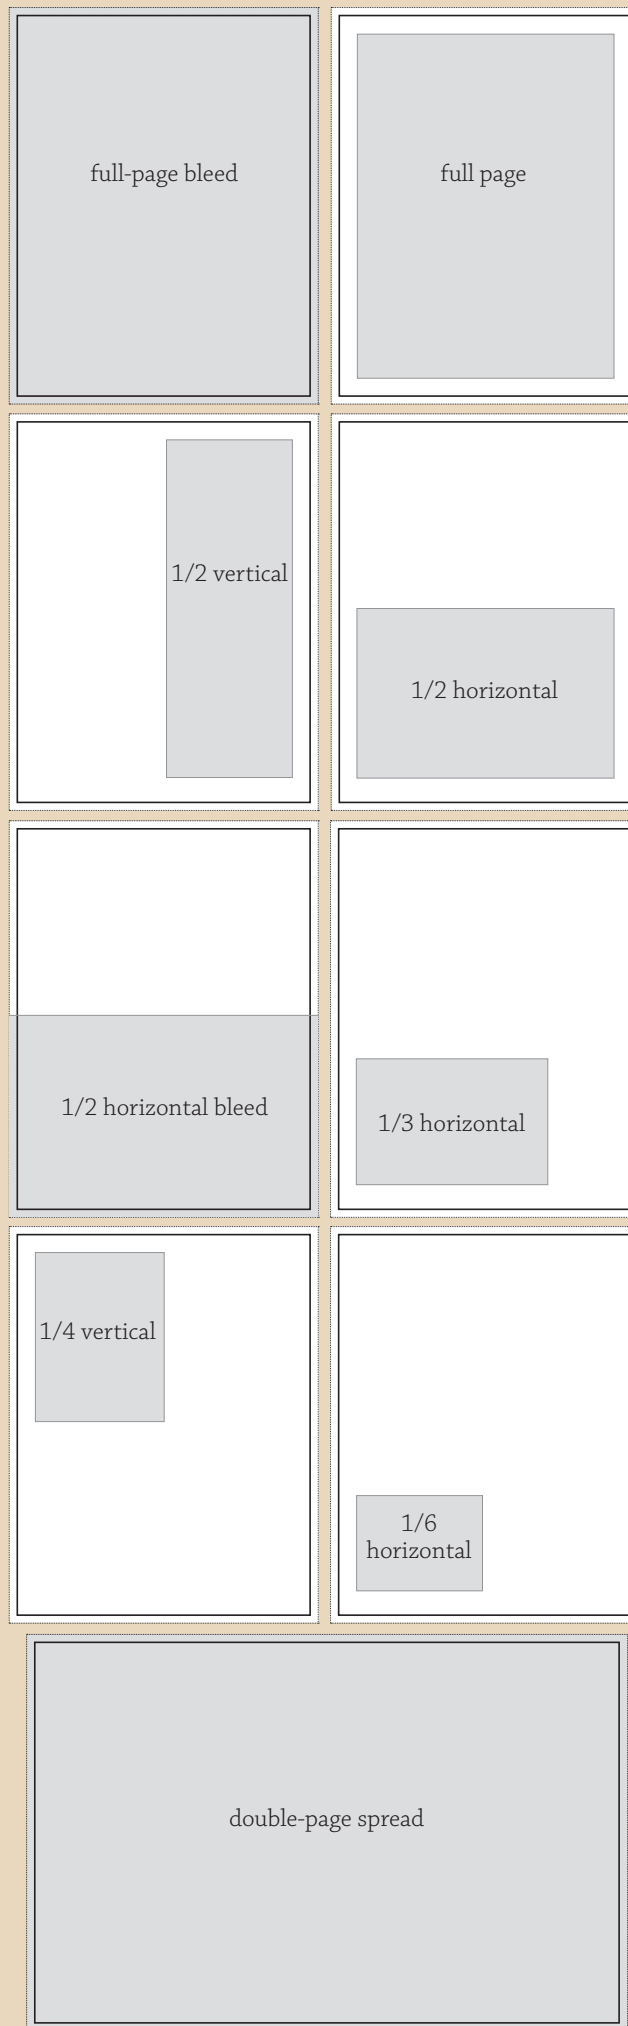 full-page bleed
full page
1/2 vertical
1/2 horizontal
1/2 horizontal bleed
1/3 horizontal
1/4 vertical
1/6
horizontal
double-page spread